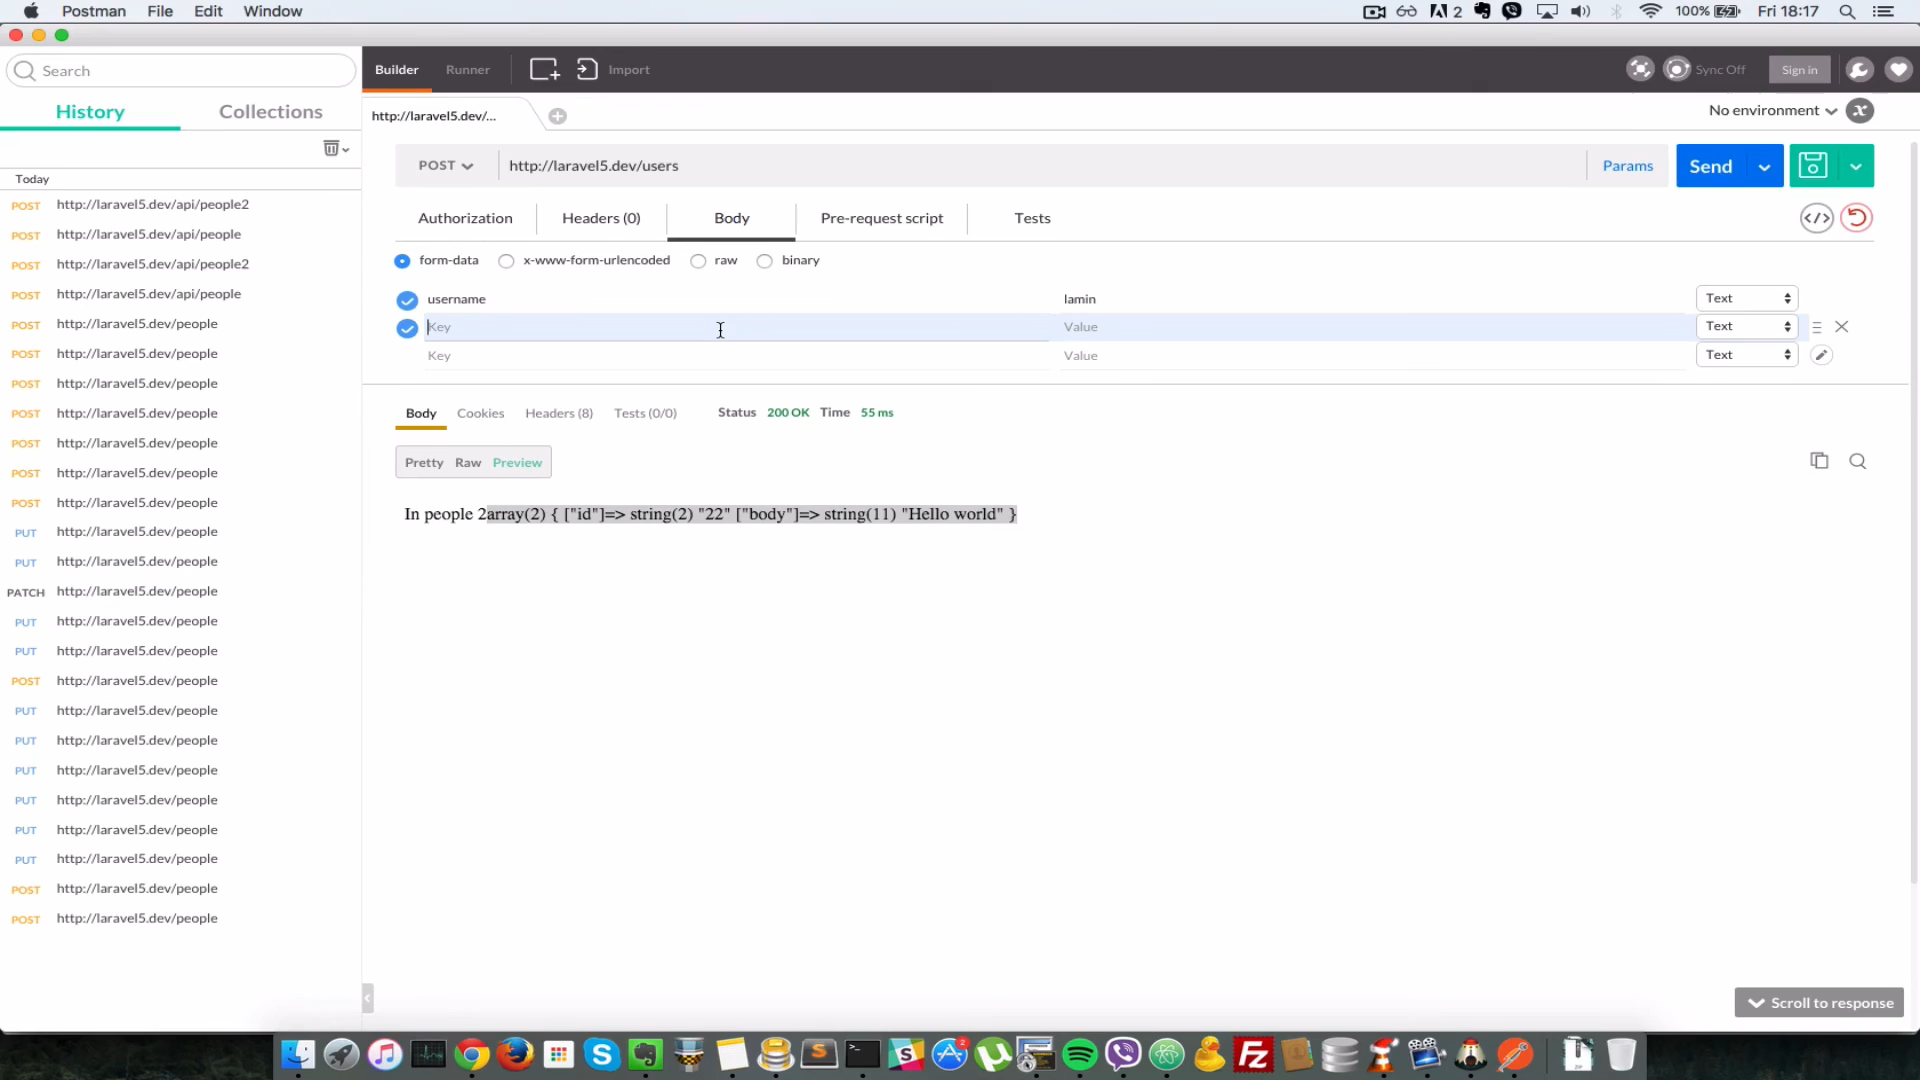 Postman File Edit Window 2 100% Fri 18:17
Search
Builder Runner Import Sync Off Sign in
History Collections
http://laravel5.dev/... No environment
POST http://laravel5.dev/users Params Send
Today
POST http://laravel5.dev/api/people2
POST http://laravel5.dev/api/people
POST http://laravel5.dev/api/people2
POST http://laravel5.dev/api/people
POST http://laravel5.dev/people
POST http://laravel5.dev/people
POST http://laravel5.dev/people
POST http://laravel5.dev/people
POST http://laravel5.dev/people
POST http://laravel5.dev/people
POST http://laravel5.dev/people
PUT http://laravel5.dev/people
PUT http://laravel5.dev/people
PATCH http://laravel5.dev/people
PUT http://laravel5.dev/people
PUT http://laravel5.dev/people
POST http://laravel5.dev/people
PUT http://laravel5.dev/people
PUT http://laravel5.dev/people
PUT http://laravel5.dev/people
PUT http://laravel5.dev/people
PUT http://laravel5.dev/people
PUT http://laravel5.dev/people
POST http://laravel5.dev/people
POST http://laravel5.dev/people
Authorization Headers (0) Body Pre-request script Tests
form-data x-www-form-urlencoded raw binary
username lamin Text
Key Value Text
Key Value Text
Body Cookies Headers (8) Tests (0/0) Status 200 OK Time 55 ms
Pretty Raw Preview
In people 2array(2) { ["id"]=> string(2) "22" ["body"]=> string(11) "Hello world" }
Scroll to response